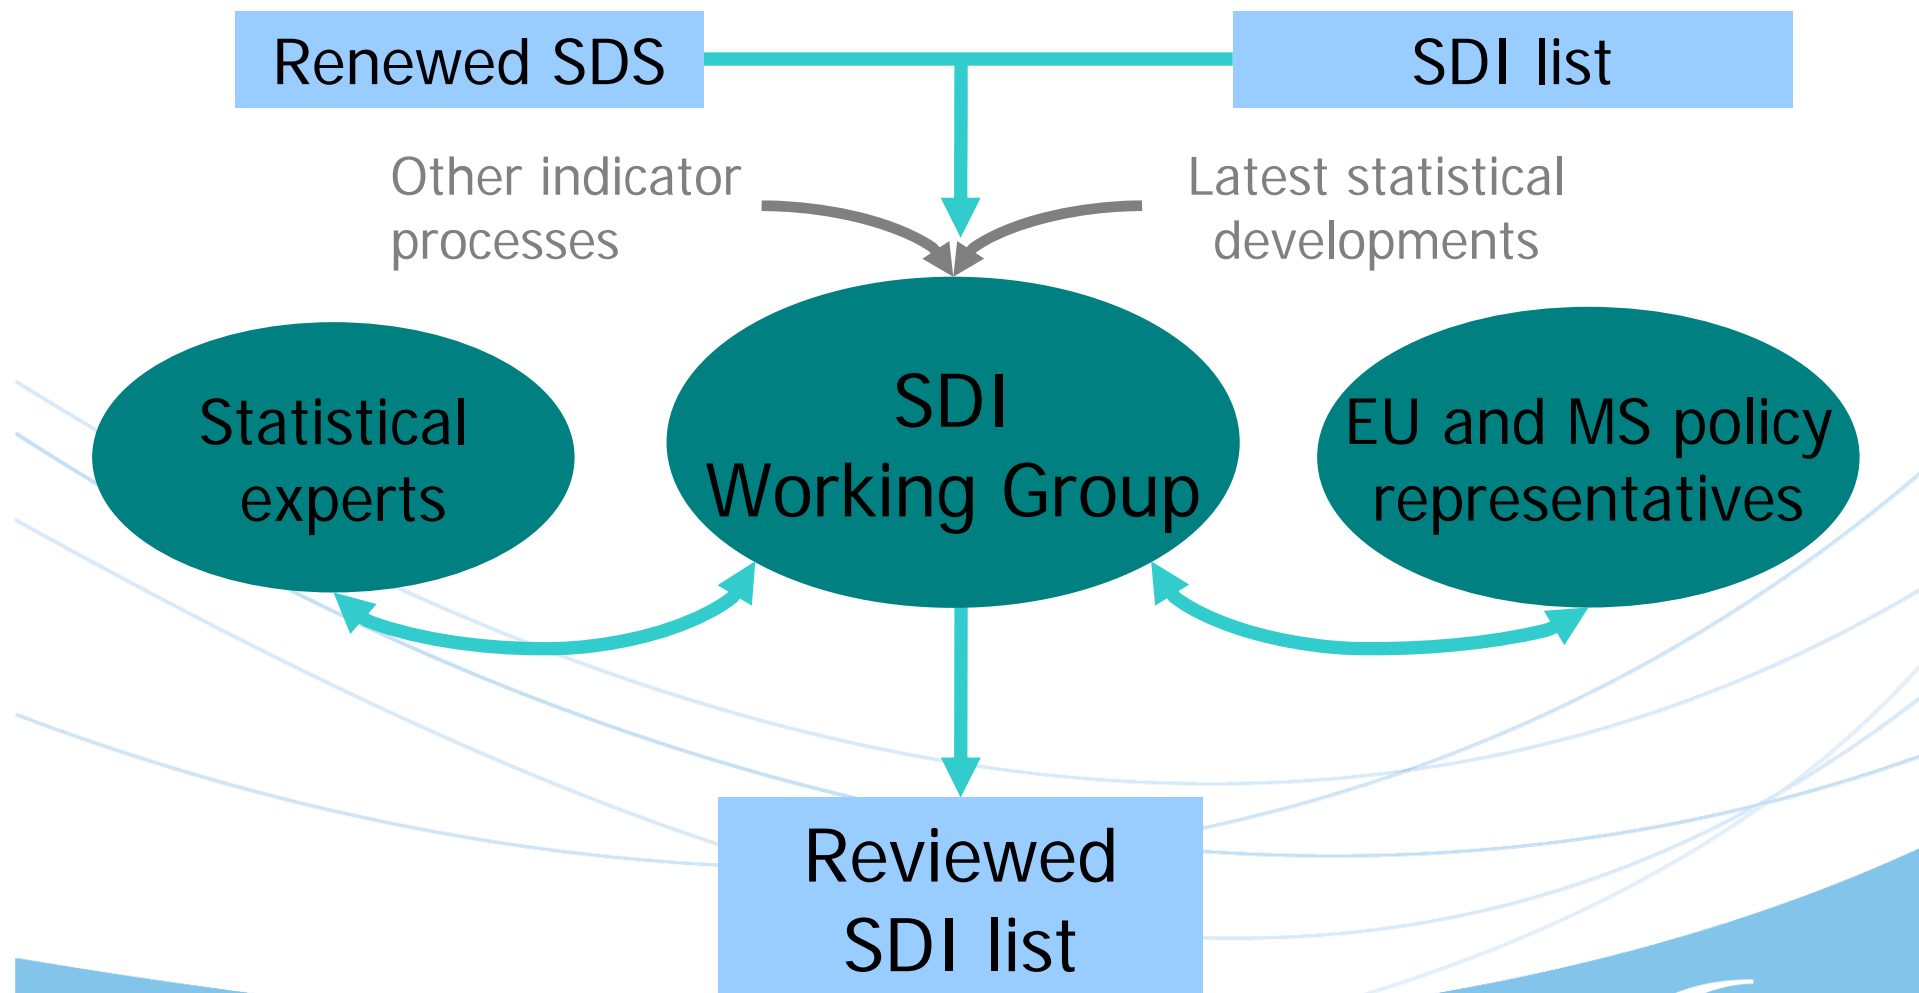 Renewed SDS
SDI list
Other indicator
processes
Latest statistical
developments
Statistical
experts
SDI
Working Group
EU and MS policy
representatives
Reviewed
SDI list